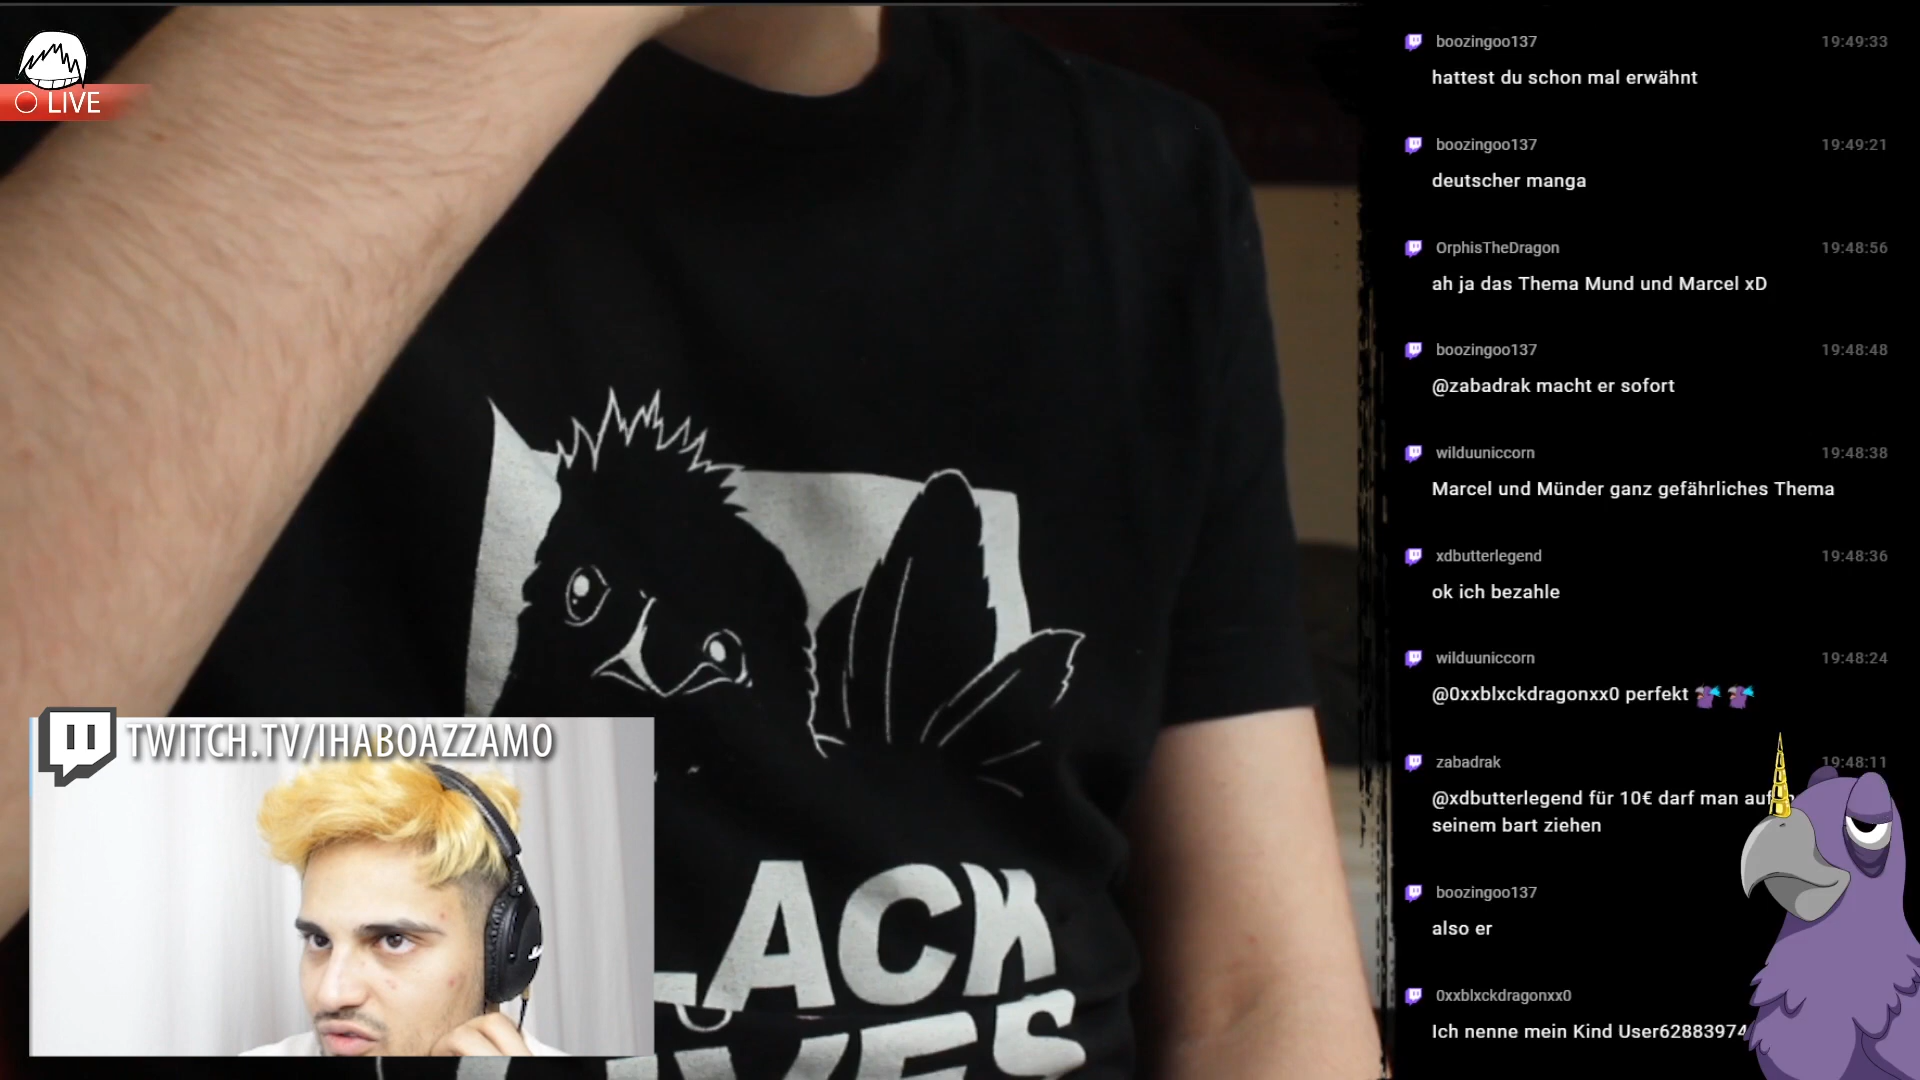 LIVE
TWITCH.TV/IHABOAZZAMO
LACK
LIVES
boozingoo137 19:49:33
hattest du schon mal erwähnt
boozingoo137 19:49:21
deutscher manga
OrphisTheDragon 19:48:56
ah ja das Thema Mund und Marcel xD
boozingoo137 19:48:48
@zabadrak macht er sofort
wilduuniccorn 19:48:38
Marcel und Münder ganz gefährliches Thema
xdbutterlegend 19:48:36
ok ich bezahle
wilduuniccorn 19:48:24
@0xxblxckdragonxx0 perfekt
zabadrak 19:48:11
@xdbutterlegend für 10€ darf man
seinem bart ziehen
boozingoo137
also er
0xxblxckdragonxx0
Ich nenne mein Kind User62883974